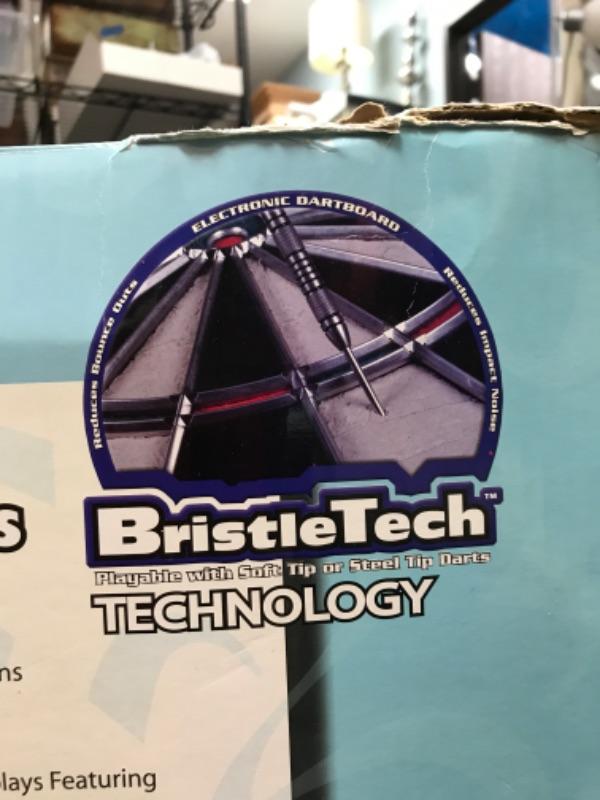 ELECTRONIC DARTBOARD
Reduces Bounce Outs
Reduces Impact Noise
S
BristleTech™
Playable with Soft Tip or Steel Tip Darts
TECHNOLOGY
ns
lays Featuring